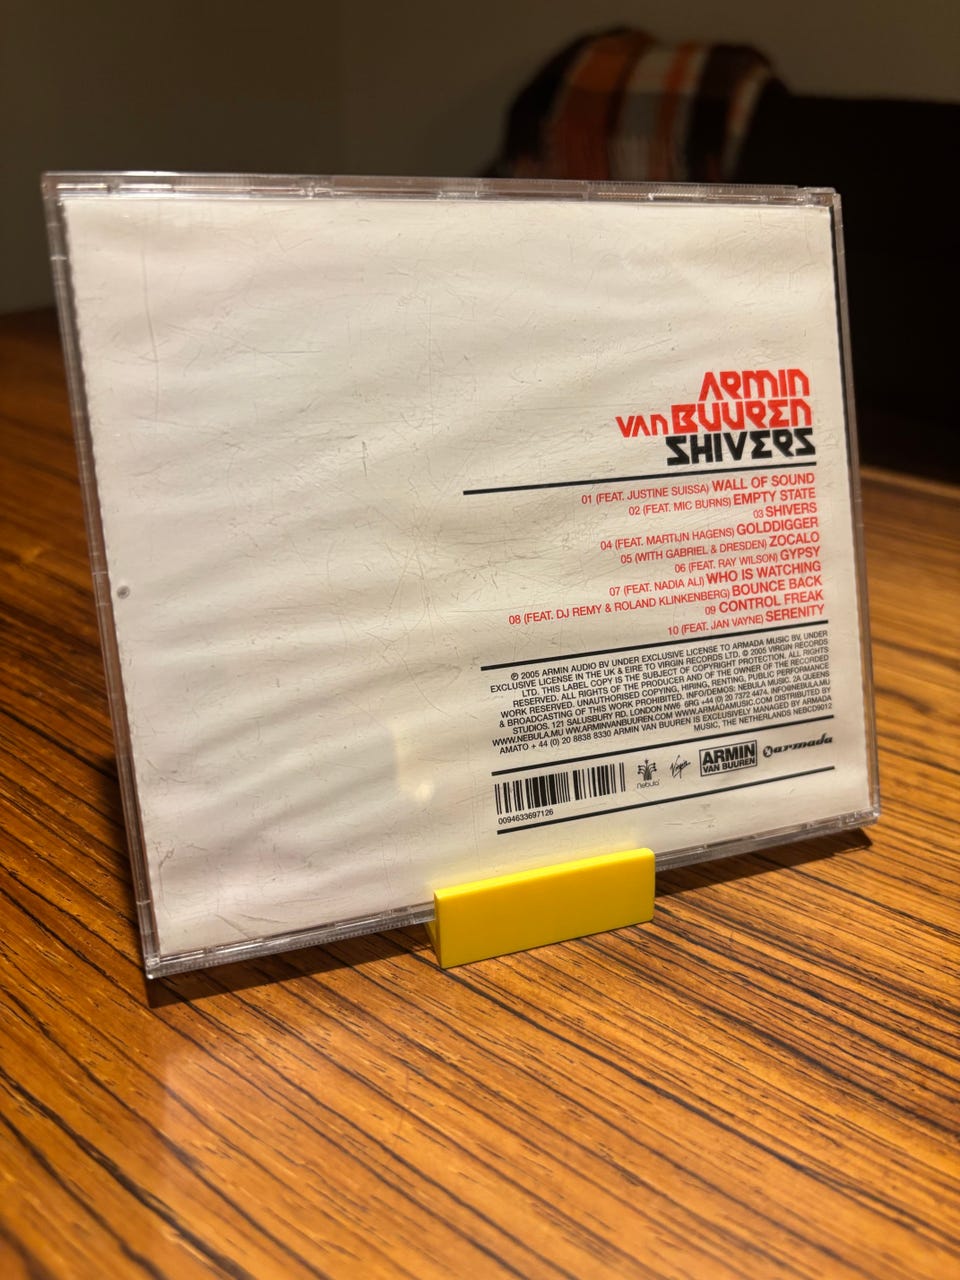 ARMIN
VAN BUUREN
SHIVERS
01 (FEAT. JUSTINE SUISSA) WALL OF SOUND
02 (FEAT. MIC BURNS) EMPTY STATE
03 SHIVERS
04 (FEAT. MARTIJN HAGENS) GOLDDIGGER
05 (WITH GABRIEL & DRESDEN) ZOCALO
06 (FEAT. RAY WILSON) GYPSY
07 (FEAT. NADIA ALI) WHO IS WATCHING
08 (FEAT. DJ REMY & ROLAND KLINKENBERG) BOUNCE BACK
09 CONTROL FREAK
10 (FEAT. JAN VAYNE) SERENITY
℗ 2005 ARMIN AUDIO BV UNDER EXCLUSIVE LICENSE TO ARMADA MUSIC BV, UNDER
EXCLUSIVE LICENSE IN THE UK & EIRE TO VIRGIN RECORDS LTD. © 2005 VIRGIN RECORDS
LTD. THIS LABEL COPY IS THE SUBJECT OF COPYRIGHT PROTECTION. ALL RIGHTS
RESERVED. ALL RIGHTS OF THE PRODUCER AND OF THE OWNER OF THE RECORDED
WORK RESERVED. UNAUTHORISED COPYING, HIRING, RENTING, PUBLIC PERFORMANCE
& BROADCASTING OF THIS WORK PROHIBITED. INFO/DEMOS: NEBULA MUSIC. 2A QUEENS
STUDIOS. 121 SALUSBURY RD. LONDON NW6 6RG +44 (0) 20 7372 4474. INFO@NEBULA.MU
WWW.NEBULA.MU WW.ARMINVANBUUREN.COM WWW.ARMADAMUSIC.COM DISTRIBUTED BY
AMATO + 44 (0) 20 8838 8330 ARMIN VAN BUUREN IS EXCLUSIVELY MANAGED BY ARMADA
MUSIC, THE NETHERLANDS NEBCD9012
0094633697126
nebula
Virgin
ARMIN
VAN BUUREN
armada